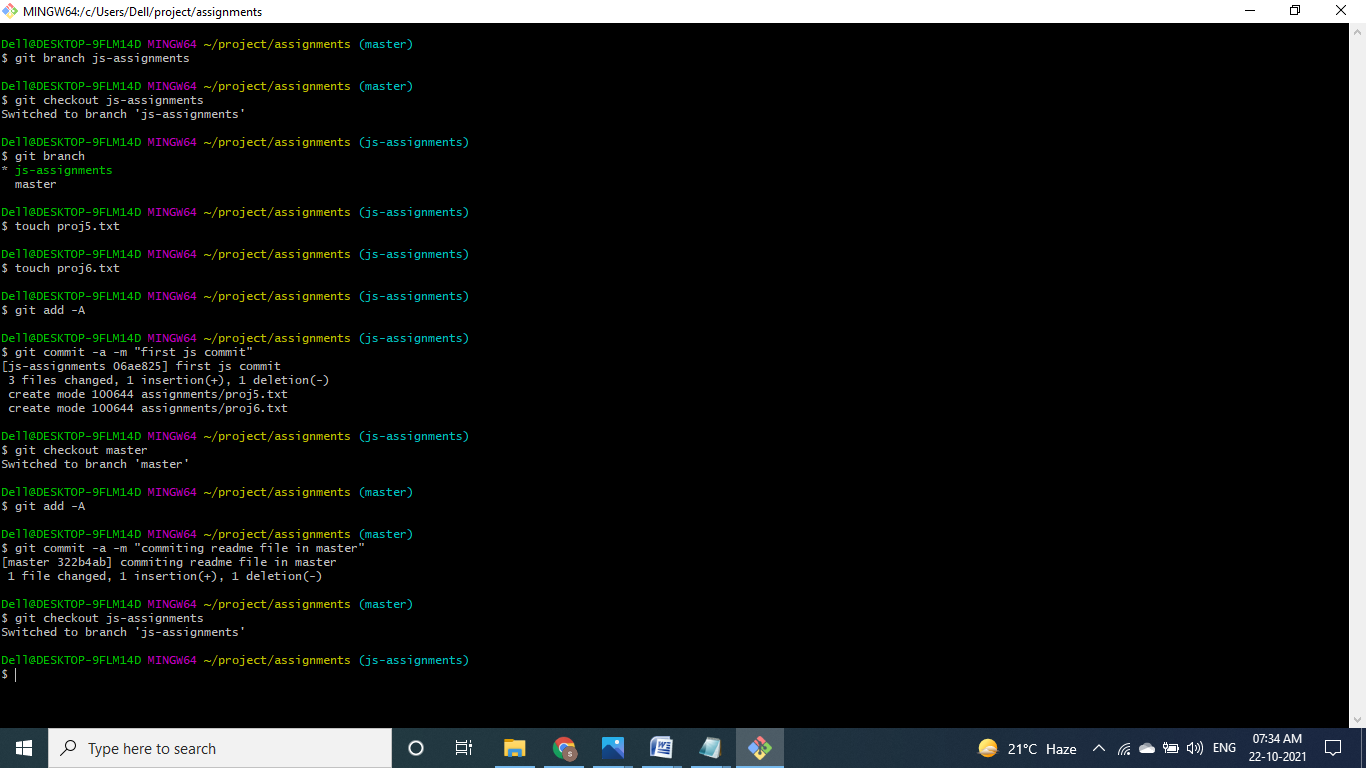 MINGW64:/c/Users/Dell/project/assignments
Dell@DESKTOP-9FLM14D MINGW64 ~/project/assignments (master)
$ git branch js-assignments
Dell@DESKTOP-9FLM14D MINGW64 ~/project/assignments (master)
$ git checkout js-assignments
Switched to branch 'js-assignments'
Dell@DESKTOP-9FLM14D MINGW64 ~/project/assignments (js-assignments)
$ git branch
* js-assignments
  master
Dell@DESKTOP-9FLM14D MINGW64 ~/project/assignments (js-assignments)
$ touch proj5.txt
Dell@DESKTOP-9FLM14D MINGW64 ~/project/assignments (js-assignments)
$ touch proj6.txt
Dell@DESKTOP-9FLM14D MINGW64 ~/project/assignments (js-assignments)
$ git add -A
Dell@DESKTOP-9FLM14D MINGW64 ~/project/assignments (js-assignments)
$ git commit -a -m "first js commit"
[js-assignments 06ae825] first js commit
 3 files changed, 1 insertion(+), 1 deletion(-)
 create mode 100644 assignments/proj5.txt
 create mode 100644 assignments/proj6.txt
Dell@DESKTOP-9FLM14D MINGW64 ~/project/assignments (js-assignments)
$ git checkout master
Switched to branch 'master'
Dell@DESKTOP-9FLM14D MINGW64 ~/project/assignments (master)
$ git add -A
Dell@DESKTOP-9FLM14D MINGW64 ~/project/assignments (master)
$ git commit -a -m "commiting readme file in master"
[master 322b4ab] commiting readme file in master
 1 file changed, 1 insertion(+), 1 deletion(-)
Dell@DESKTOP-9FLM14D MINGW64 ~/project/assignments (master)
$ git checkout js-assignments
Switched to branch 'js-assignments'
Dell@DESKTOP-9FLM14D MINGW64 ~/project/assignments (js-assignments)
$
Type here to search
21°C Haze
ENG
07:34 AM
22-10-2021